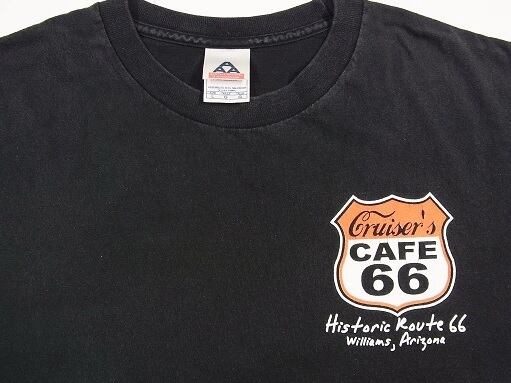 Cruiser's
CAFE
66
Historic Route 66
Williams, Arizona